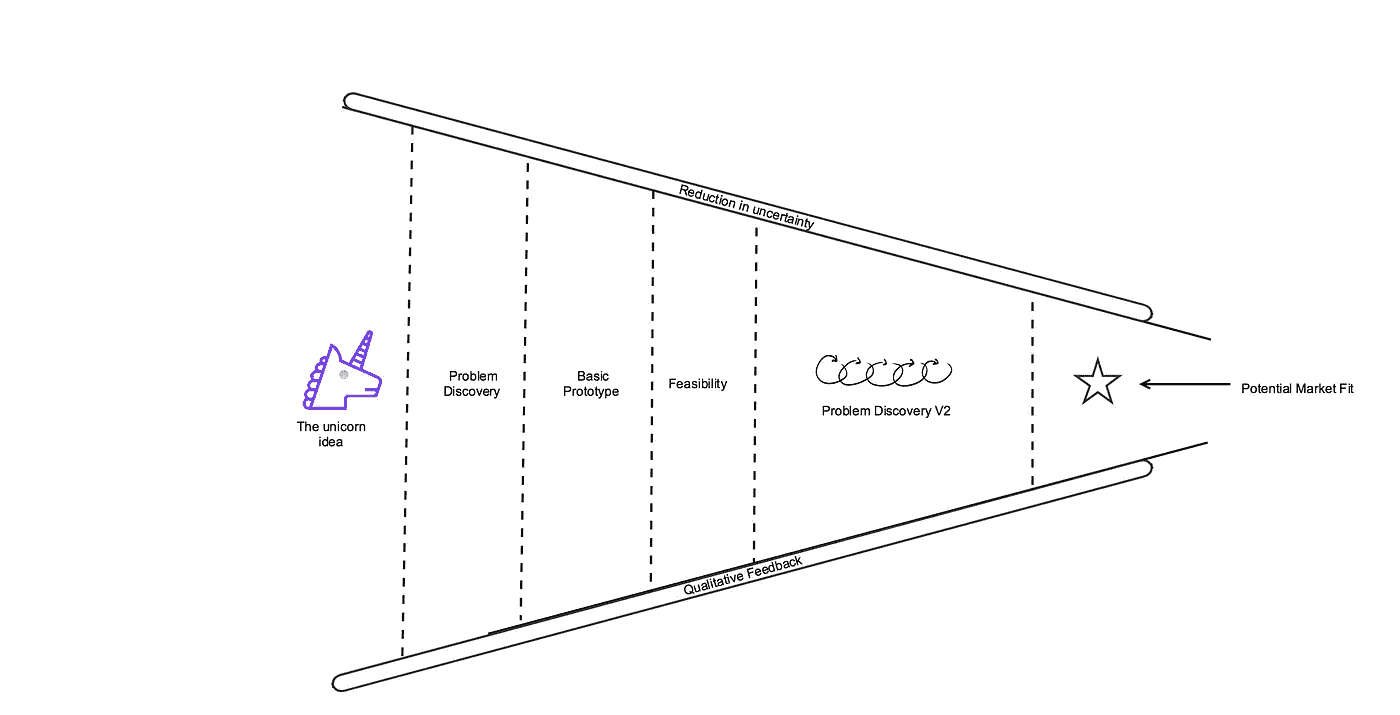 Reduction in uncertainty
The unicorn
idea
Problem
Discovery
Basic
Prototype
Feasibility
Problem Discovery V2
Potential Market Fit
Qualitative Feedback